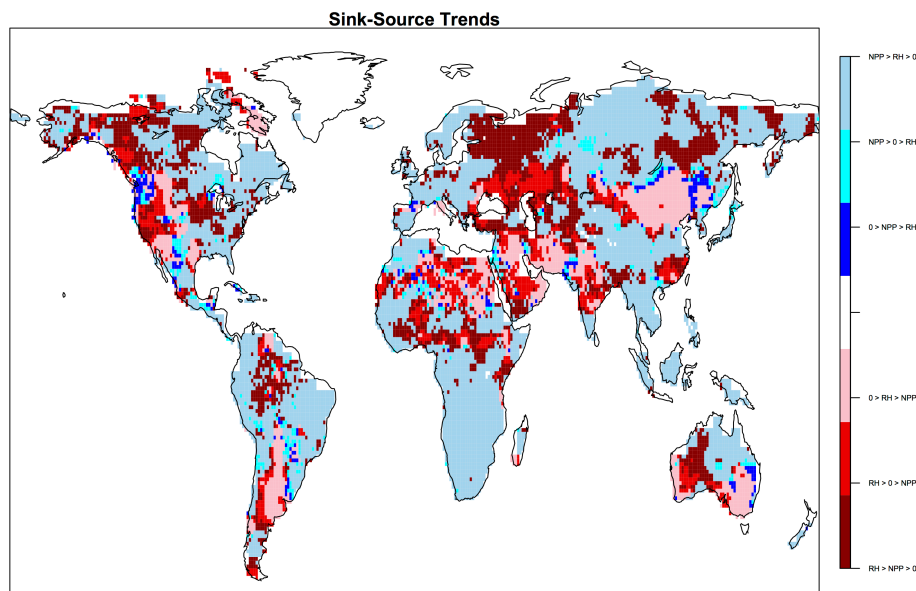 Sink-Source Trends
NPP > RH > 0
NPP > 0 > RH
0 > NPP > RH
0 > RH > NPP
RH > 0 > NPP
RH > NPP > 0